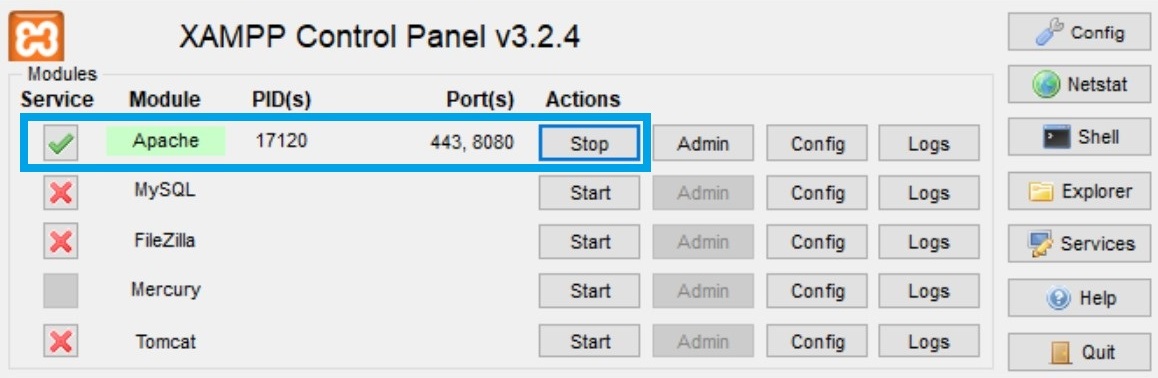 XAMPP Control Panel v3.2.4
Config
Modules
Service Module PID(s) Port(s) Actions
Netstat
Apache 17120 443, 8080 Stop Admin Config Logs
Shell
MySQL Start Admin Config Logs
Explorer
FileZilla Start Admin Config Logs
Services
Mercury Start Admin Config Logs
Help
Tomcat Start Admin Config Logs
Quit